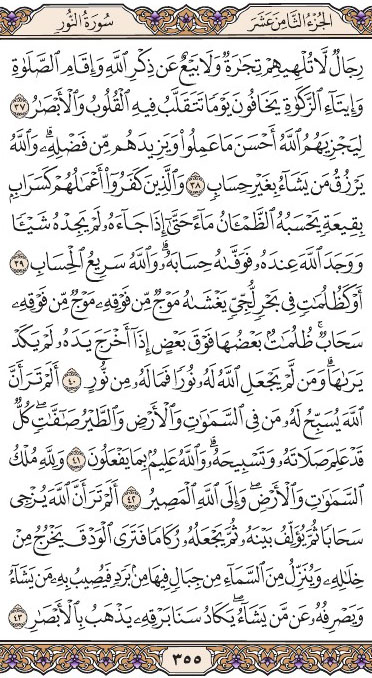 الجُزْءُ الثَّامِنَ عَشَرَ
سُورَةُ النُّورِ
رِجَالٌ لَّا تُلْهِيهِمْ تِجَٰرَةٌ وَلَا بَيْعٌ عَن ذِكْرِ ٱللَّهِ وَإِقَامِ ٱلصَّلَوٰةِ
وَإِيتَآءِ ٱلزَّكَوٰةِ يَخَافُونَ يَوْمًا تَتَقَلَّبُ فِيهِ ٱلْقُلُوبُ وَٱلْأَبْصَٰرُ ٣٧
لِيَجْزِيَهُمُ ٱللَّهُ أَحْسَنَ مَا عَمِلُوا۟ وَيَزِيدَهُم مِّن فَضْلِهِۦۗ وَٱللَّهُ
يَرْزُقُ مَن يَشَآءُ بِغَيْرِ حِسَابٍ ٣٨ وَٱلَّذِينَ كَفَرُوٓا۟ أَعْمَٰلُهُمْ كَسَرَابٍۭ
بِقِيعَةٍ يَحْسَبُهُ ٱلظَّمْـَٔانُ مَآءً حَتَّىٰٓ إِذَا جَآءَهُۥ لَمْ يَجِدْهُ شَيْـًٔا
وَوَجَدَ ٱللَّهَ عِندَهُۥ فَوَفَّىٰهُ حِسَابَهُۥۗ وَٱللَّهُ سَرِيعُ ٱلْحِسَابِ ٣٩
أَوْ كَظُلُمَٰتٍ فِى بَحْرٍ لُّجِّىٍّ يَغْشَىٰهُ مَوْجٌ مِّن فَوْقِهِۦ مَوْجٌ مِّن فَوْقِهِۦ
سَحَابٌۚ ظُلُمَٰتٌۢ بَعْضُهَا فَوْقَ بَعْضٍ إِذَآ أَخْرَجَ يَدَهُۥ لَمْ يَكَدْ
يَرَىٰهَاۗ وَمَن لَّمْ يَجْعَلِ ٱللَّهُ لَهُۥ نُورًا فَمَا لَهُۥ مِن نُّورٍ ٤٠ أَلَمْ تَرَ أَنَّ
ٱللَّهَ يُسَبِّحُ لَهُۥ مَن فِى ٱلسَّمَٰوَٰتِ وَٱلْأَرْضِ وَٱلطَّيْرُ صَٰٓفَّٰتٍۖ كُلٌّ
قَدْ عَلِمَ صَلَاتَهُۥ وَتَسْبِيحَهُۥۗ وَٱللَّهُ عَلِيمٌۢ بِمَا يَفْعَلُونَ ٤١ وَلِلَّهِ مُلْكُ
ٱلسَّمَٰوَٰتِ وَٱلْأَرْضِۖ وَإِلَى ٱللَّهِ ٱلْمَصِيرُ ٤٢ أَلَمْ تَرَ أَنَّ ٱللَّهَ يُزْجِى
سَحَابًا ثُمَّ يُؤَلِّفُ بَيْنَهُۥ ثُمَّ يَجْعَلُهُۥ رُكَامًا فَتَرَى ٱلْوَدْقَ يَخْرُجُ مِنْ
خِلَٰلِهِۦ وَيُنَزِّلُ مِنَ ٱلسَّمَآءِ مِن جِبَالٍ فِيهَا مِنۢ بَرَدٍ فَيُصِيبُ بِهِۦ مَن يَشَآءُ
وَيَصْرِفُهُۥ عَن مَّن يَشَآءُۖ يَكَادُ سَنَا بَرْقِهِۦ يَذْهَبُ بِٱلْأَبْصَٰرِ ٤٣
٣٥٥